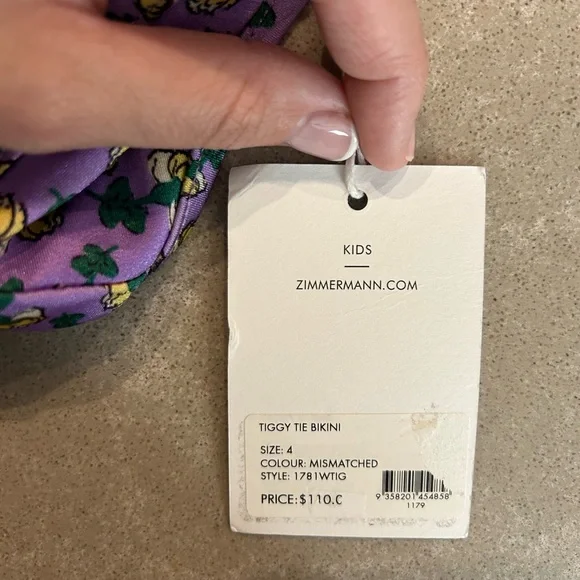 KIDS
ZIMMERMANN.COM
TIGGY TIE BIKINI
SIZE: 4
COLOUR: MISMATCHED
STYLE: 1781WTIG
PRICE: $110.0
9 358201 454858
1179